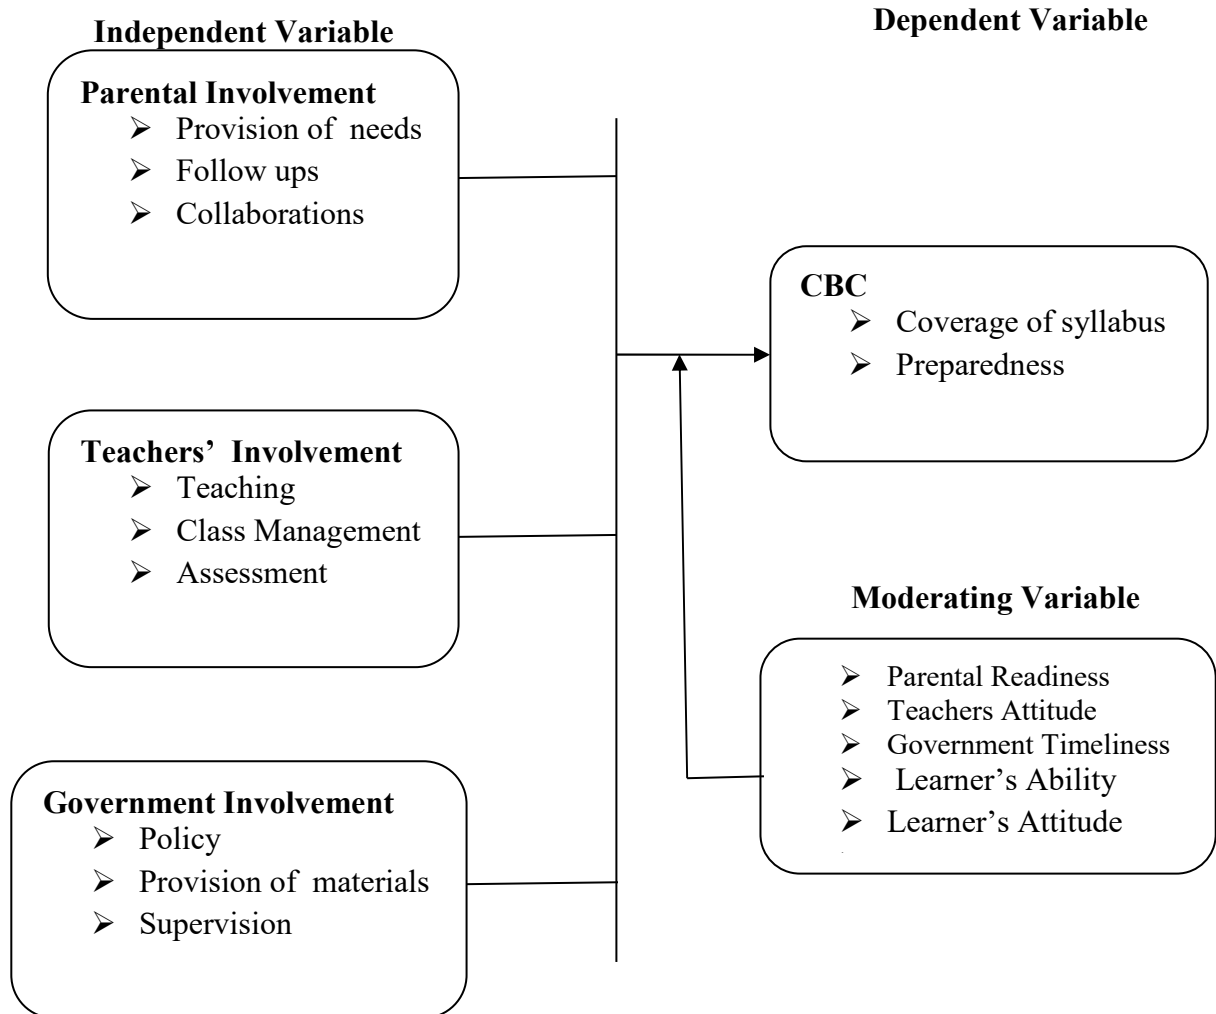 Independent Variable
Parental Involvement
➢ Provision of needs
➢ Follow ups
➢ Collaborations
Teachers’ Involvement
➢ Teaching
➢ Class Management
➢ Assessment
Government Involvement
➢ Policy
➢ Provision of materials
➢ Supervision
Dependent Variable
CBC
➢ Coverage of syllabus
➢ Preparedness
Moderating Variable
➢ Parental Readiness
➢ Teachers Attitude
➢ Government Timeliness
➢ Learner’s Ability
➢ Learner’s Attitude